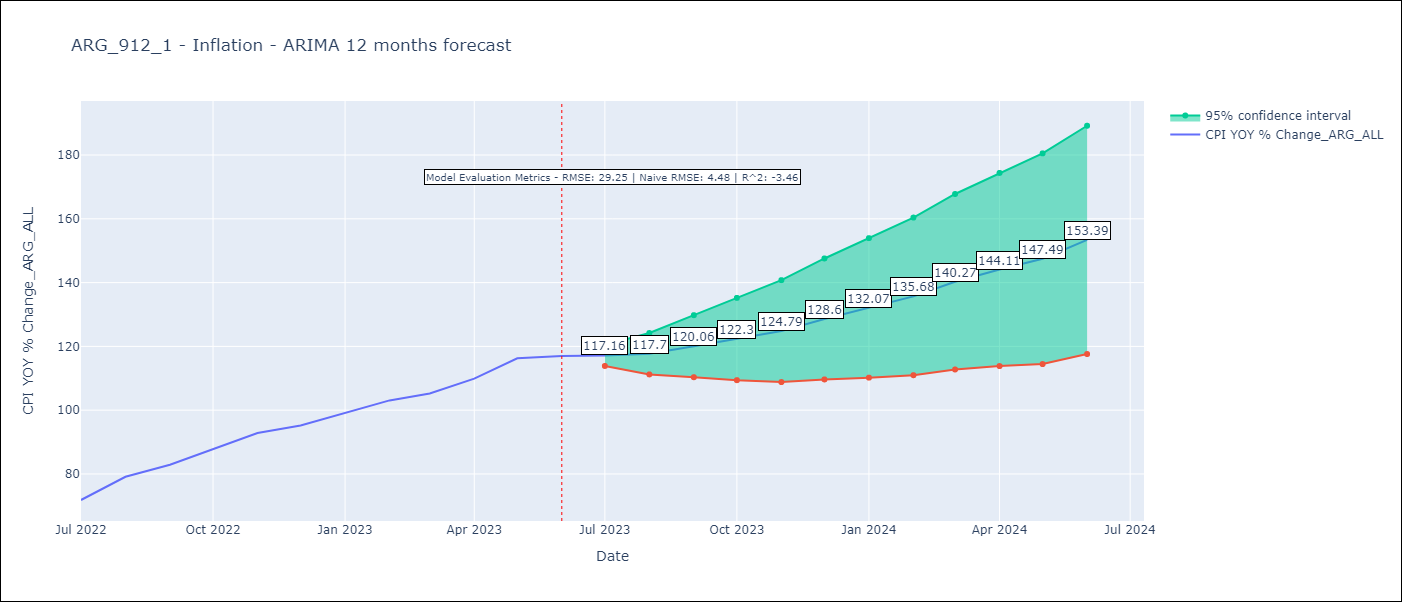 ARG_912_1 - Inflation - ARIMA 12 months forecast
95% confidence interval
CPI YOY % Change_ARG_ALL
Model Evaluation Metrics - RMSE: 29.25 | Naive RMSE: 4.48 | R^2: -3.46
CPI YOY % Change_ARG_ALL
180
160
140
120
100
80
117.16
117.7
120.06
122.3
124.79
128.6
132.07
135.68
140.27
144.11
147.49
153.39
Jul 2022
Oct 2022
Jan 2023
Apr 2023
Jul 2023
Oct 2023
Jan 2024
Apr 2024
Jul 2024
Date